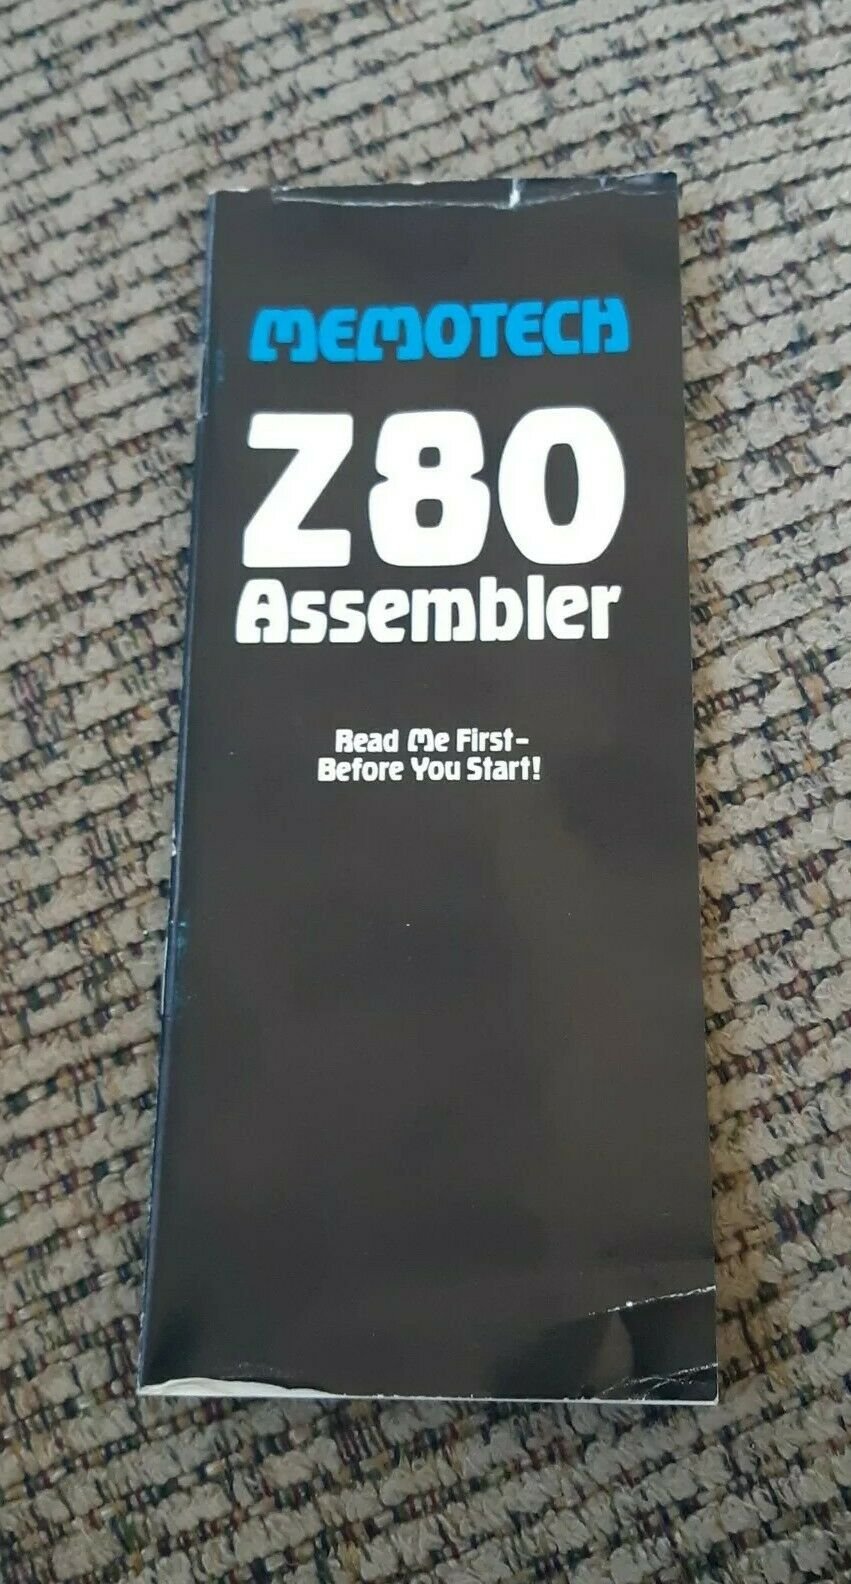 MEMOTECH
Z80
Assembler
Read Me First-
Before You Start!